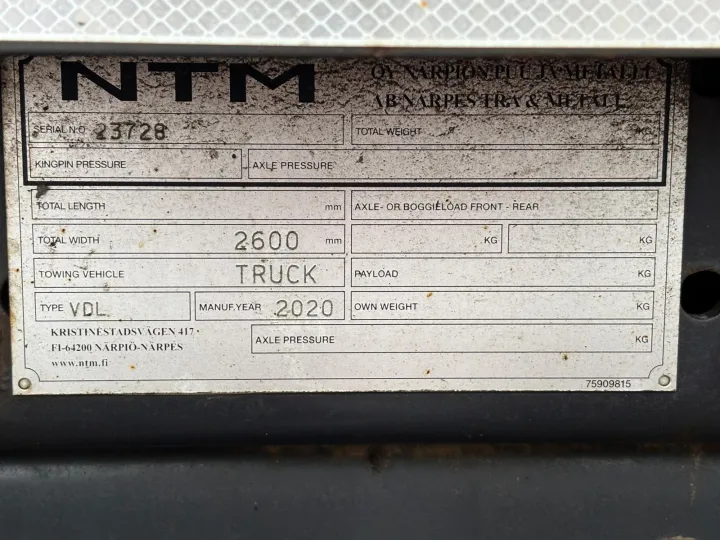 NTM
OY NÄRPIÖN PUU JA METALLI
AB NÄRPES TRÄ & METALL
SERIAL NO 23728
TOTAL WEIGHT KG
KINGPIN PRESSURE
AXLE PRESSURE KG
TOTAL LENGTH mm
AXLE- OR BOGGIELOAD FRONT - REAR
TOTAL WIDTH 2600 mm
KG KG
TOWING VEHICLE TRUCK
PAYLOAD KG
TYPE VDL
MANUF.YEAR 2020
OWN WEIGHT KG
KRISTINESTADSVÄGEN 417
FI-64200 NÄRPIÖ-NÄRPES
www.ntm.fi
AXLE PRESSURE KG
75909815